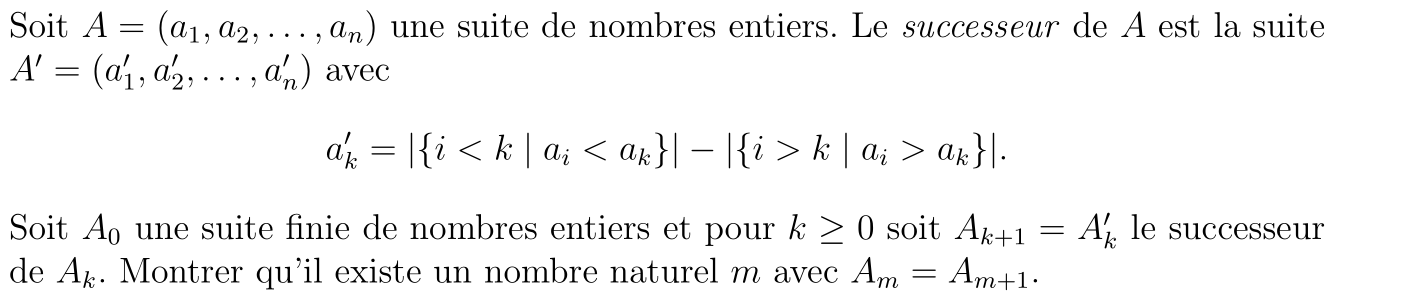 Soit $A = (a_1, a_2, \ldots, a_n)$ une suite de nombres entiers. Le successeur de $A$ est la suite
$A' = (a'_1, a'_2, \ldots, a'_n)$ avec
$a'_k = |\{i < k \mid a_i < a_k\}| - |\{i > k \mid a_i > a_k\}|.$
Soit $A_0$ une suite finie de nombres entiers et pour $k \geq 0$ soit $A_{k+1} = A'_k$ le successeur
de $A_k$. Montrer qu'il existe un nombre naturel $m$ avec $A_m = A_{m+1}$.